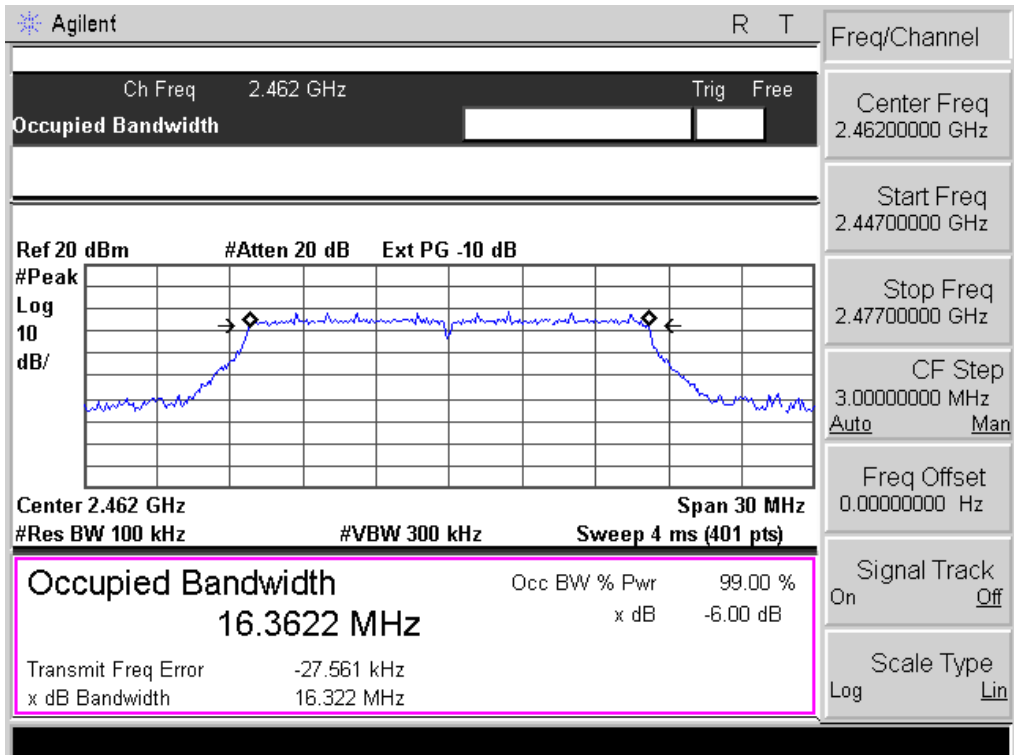 Agilent R T
Ch Freq 2.462 GHz Trig Free
Occupied Bandwidth
Ref 20 dBm #Atten 20 dB Ext PG -10 dB
#Peak
Log
10
dB/
Center 2.462 GHz Span 30 MHz
#Res BW 100 kHz #VBW 300 kHz Sweep 4 ms (401 pts)
Occupied Bandwidth
16.3622 MHz
Occ BW % Pwr 99.00 %
x dB -6.00 dB
Transmit Freq Error -27.561 kHz
x dB Bandwidth 16.322 MHz
Freq/Channel
Center Freq
2.46200000 GHz
Start Freq
2.44700000 GHz
Stop Freq
2.47700000 GHz
CF Step
3.00000000 MHz
Auto Man
Freq Offset
0.00000000 Hz
Signal Track
On Off
Scale Type
Log Lin